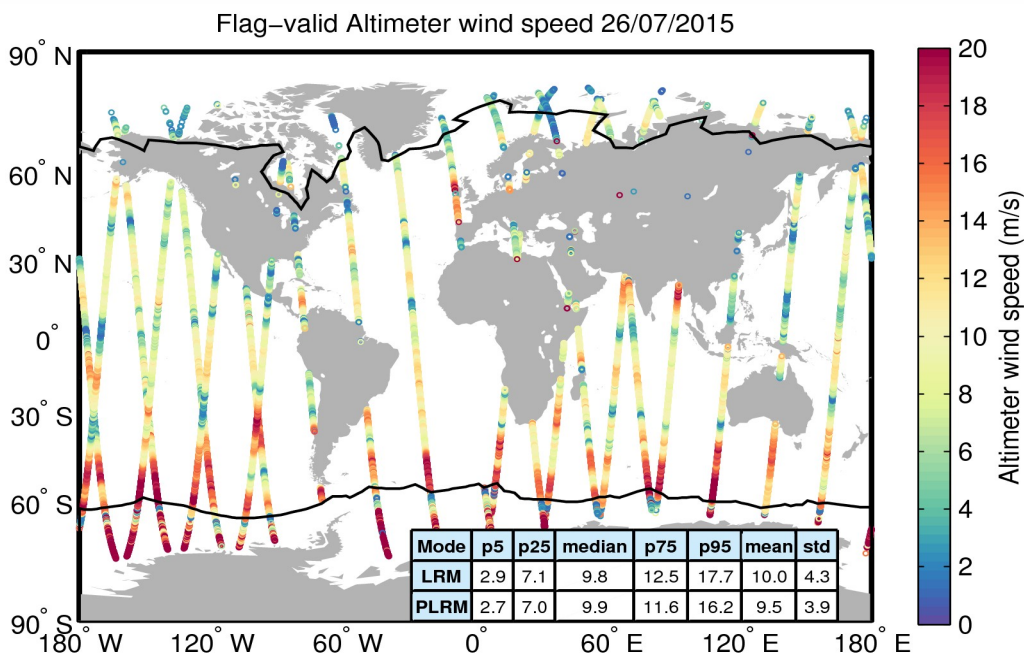 Flag−valid Altimeter wind speed 26/07/2015
90° N
60° N
30° N
0°
30° S
60° S
90° S
180° W
120° W
60° W
0°
60° E
120° E
180° E
Mode p5 p25 median p75 p95 mean std
LRM 2.9 7.1 9.8 12.5 17.7 10.0 4.3
PLRM 2.7 7.0 9.9 11.6 16.2 9.5 3.9
20
18
16
14
12
10
8
6
4
2
0
Altimeter wind speed (m/s)